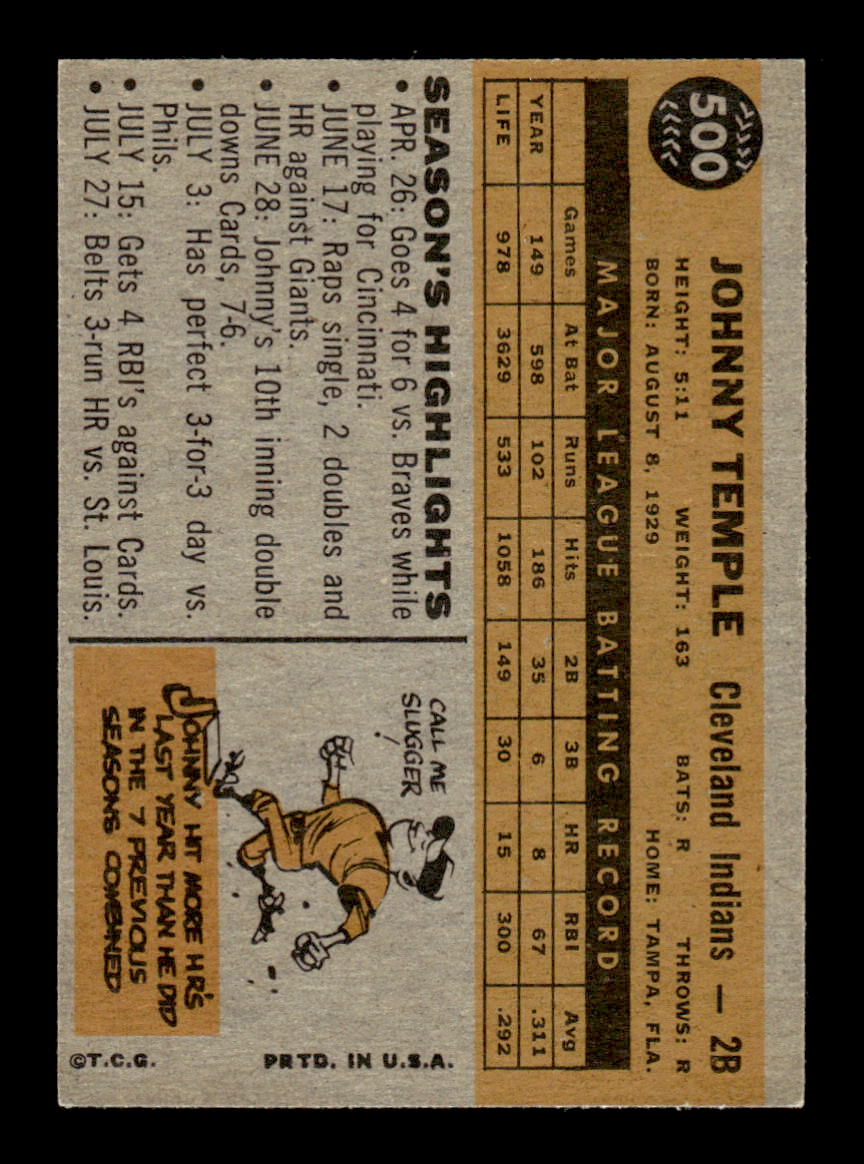 500
JOHNNY TEMPLE Cleveland Indians — 2B
HEIGHT: 5:11 WEIGHT: 163 BATS: R THROWS: R
BORN: AUGUST 8, 1929 HOME: TAMPA, FLA.
MAJOR LEAGUE BATTING RECORD
Games At Bat Runs Hits 2B 3B HR RBI Avg
YEAR 149 598 102 186 35 6 8 67 .311
LIFE 978 3629 533 1058 149 30 15 300 .292
SEASON'S HIGHLIGHTS
• APR. 26: Goes 4 for 6 vs. Braves while
playing for Cincinnati.
• JUNE 17: Raps single, 2 doubles and
HR against Giants.
• JUNE 28: Johnny's 10th inning double
downs Cards, 7-6.
• JULY 3: Has perfect 3-for-3 day vs.
Phils.
• JULY 15: Gets 4 RBI's against Cards.
• JULY 27: Belts 3-run HR vs. St. Louis.
CALL ME
SLUGGER!
JOHNNY HIT MORE HR'S
LAST YEAR THAN HE DID
IN THE 7 PREVIOUS
SEASONS COMBINED
©T.C.G. PRTD. IN U.S.A.